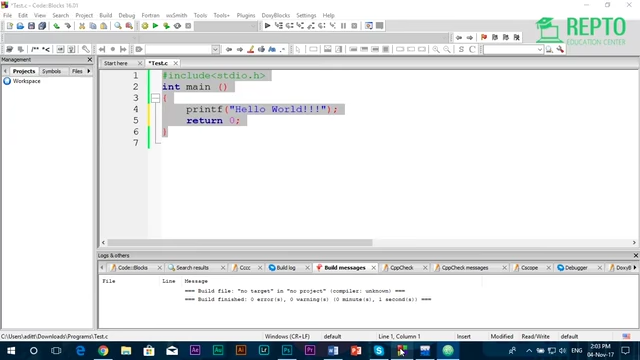 *Test.c - Code::Blocks 16.01
File Edit View Search Project Build Debug Fortran wxSmith Tools Tools+ Plugins DoxyBlocks Settings Help
REPTO
EDUCATION CENTER
Management
Projects Symbols Files
Workspace
Start here *Test.c
1 #include<stdio.h>
2 int main ()
3 {
4 printf("Hello World!!!");
5 return 0;
6 }
7
Logs & others
Code::Blocks Search results Cccc Build log Build messages CppCheck CppCheck messages Cscope Debugger DoxyB
File Line Message
=== Build file: "no target" in "no project" (compiler: unknown) ===
=== Build finished: 0 error(s), 0 warning(s) (0 minute(s), 1 second(s)) ===
C:\Users\aditt\Downloads\Programs\Test.c Windows (CR+LF) default Line 1, Column 1 Insert Modified Read/Write default
ENG 2:03 PM
04-Nov-17